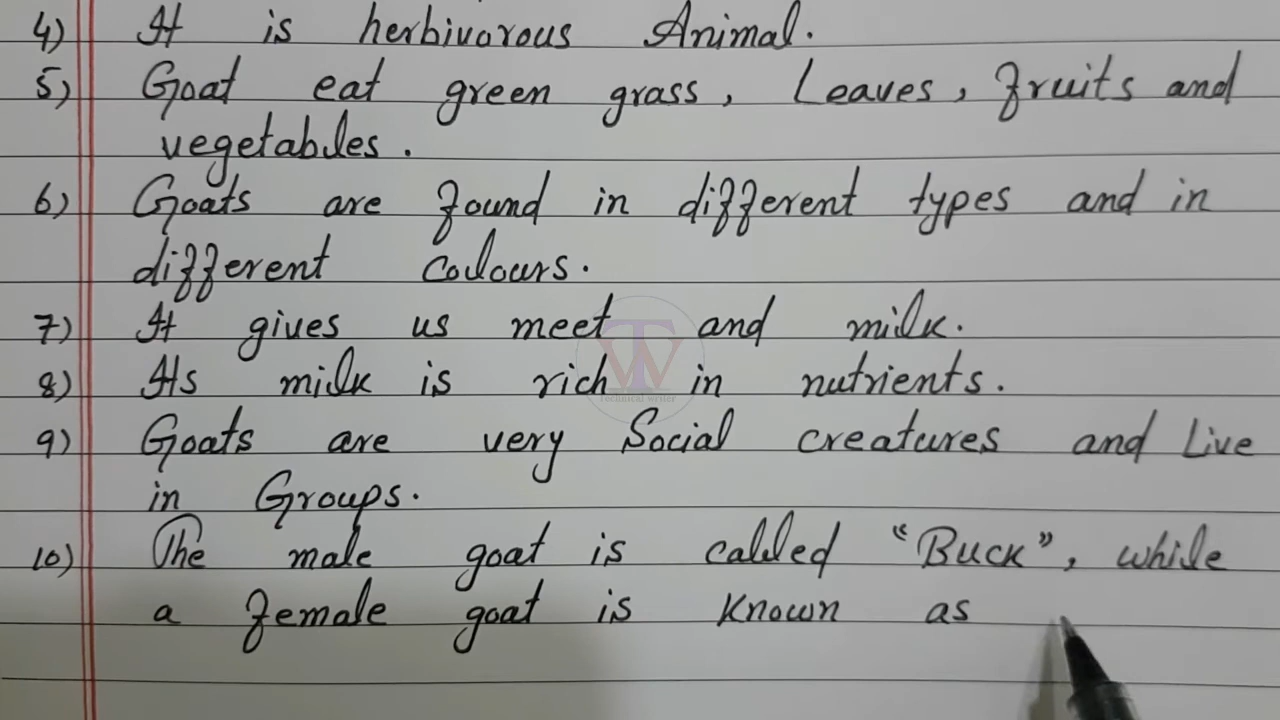 4) It is herbivorous Animal.
5) Goat eat green grass, Leaves, fruits and
vegetables.
6) Goats are found in different types and in
different colours.
7) It gives us meet and milk.
8) Its milk is rich in nutrients.
9) Goats are very Social creatures and Live
in Groups.
10) The male goat is called “Buck”, while
a female goat is known as
TW
Technical writer